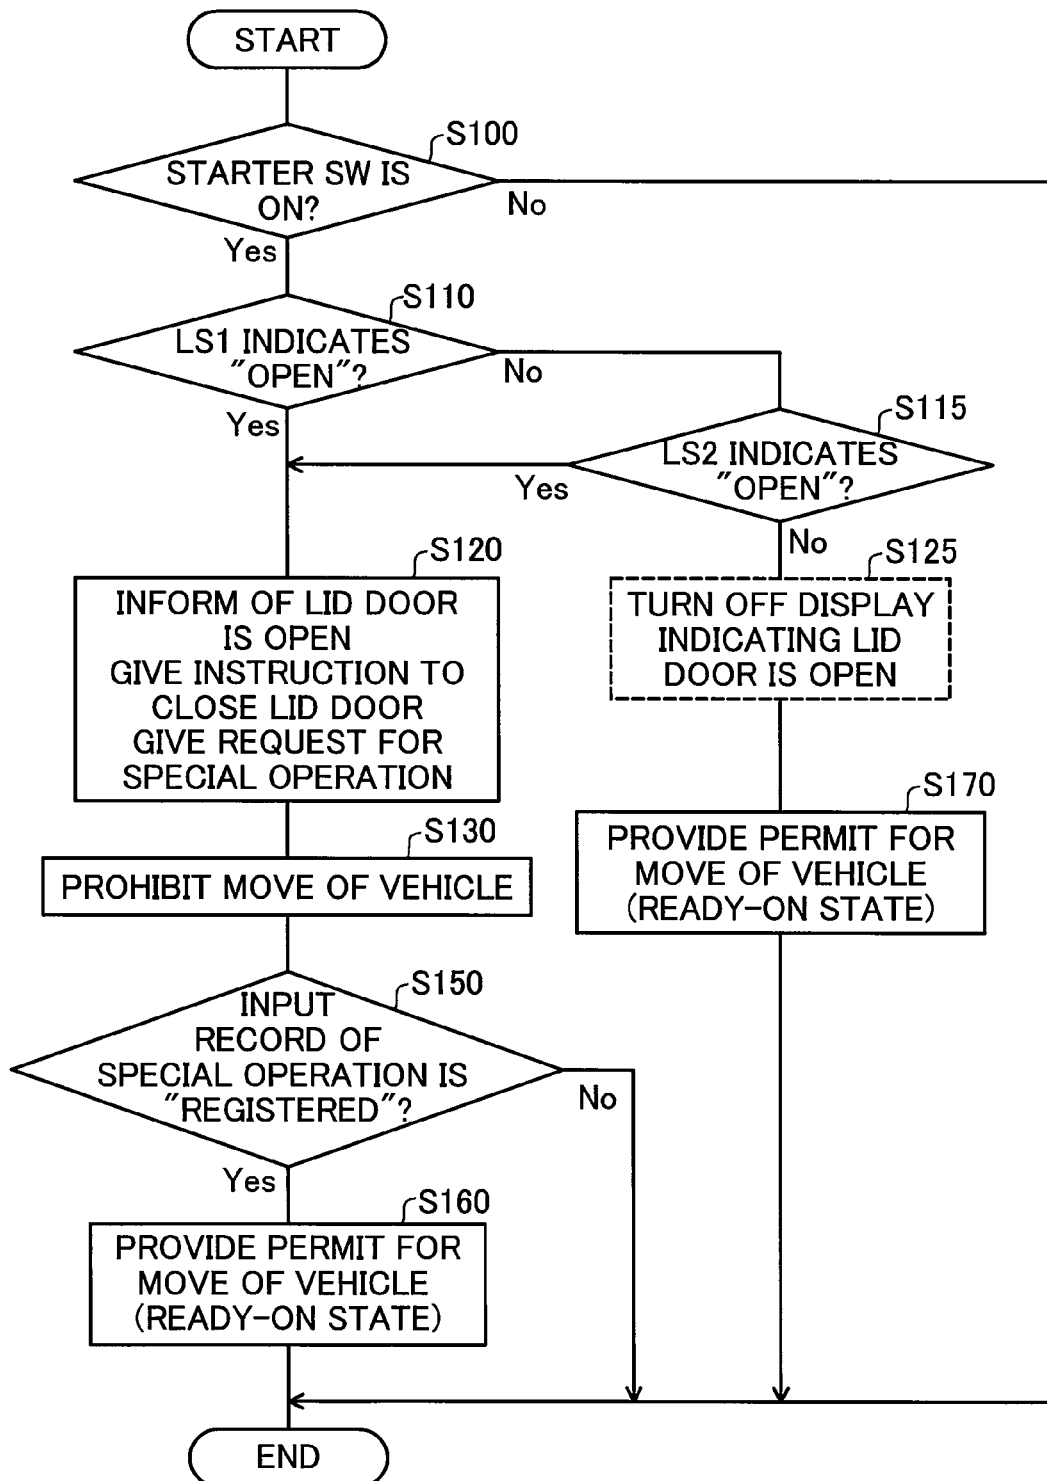 START
S100
STARTER SW IS
ON?
No
Yes
S110
LS1 INDICATES
"OPEN"?
No
Yes
S115
LS2 INDICATES
"OPEN"?
Yes
No
S120
INFORM OF LID DOOR
IS OPEN
GIVE INSTRUCTION TO
CLOSE LID DOOR
GIVE REQUEST FOR
SPECIAL OPERATION
S125
TURN OFF DISPLAY
INDICATING LID
DOOR IS OPEN
S130
PROHIBIT MOVE OF VEHICLE
S170
PROVIDE PERMIT FOR
MOVE OF VEHICLE
(READY-ON STATE)
S150
INPUT
RECORD OF
SPECIAL OPERATION IS
"REGISTERED"?
No
Yes
S160
PROVIDE PERMIT FOR
MOVE OF VEHICLE
(READY-ON STATE)
END